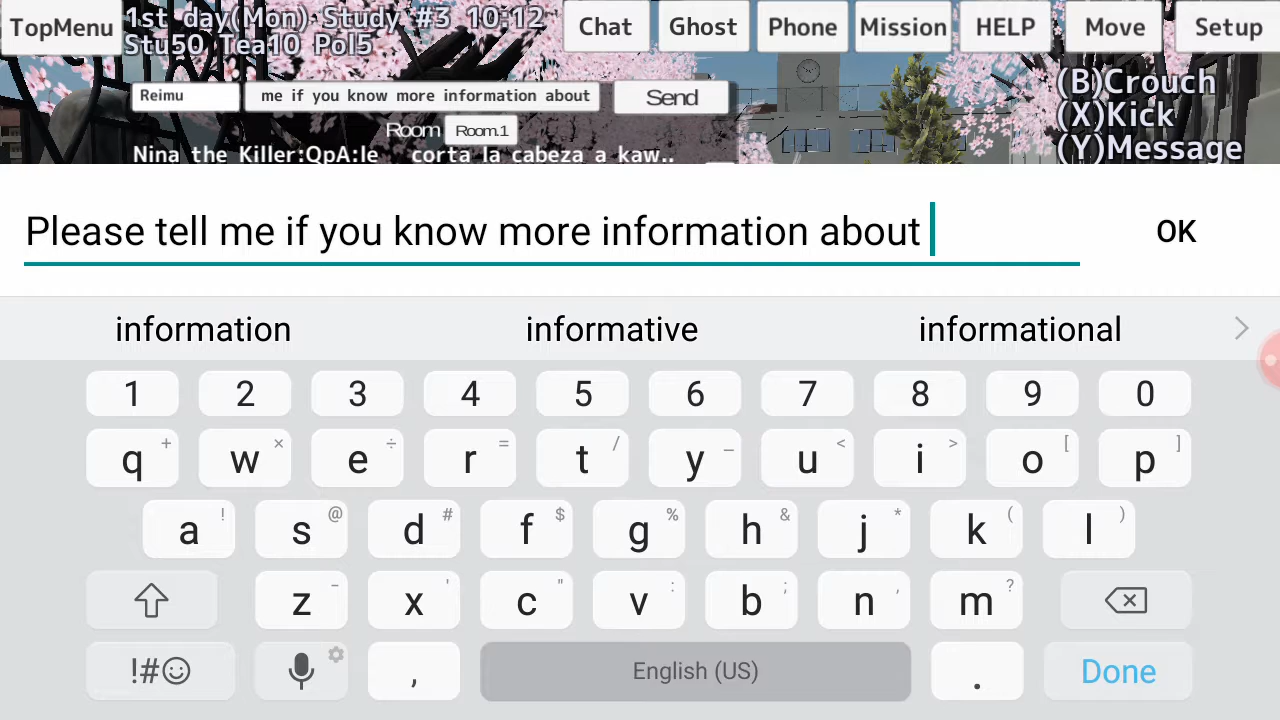 TopMenu
1st day(Mon) Study #3 10:12
Stu50 Tea10 Pol5
Chat Ghost Phone Mission HELP Move Setup
(B)Crouch
(X)Kick
(Y)Message
Reimu me if you know more information about Send
Room Room.1
Nina the Killer:QpA:le corta la cabeza a kaw..
Please tell me if you know more information about OK
information informative informational
1 2 3 4 5 6 7 8 9 0
q + w × e ÷ r = t / y _ u < i > o [ p ]
a ! s @ d # f $ g % h & j * k ( l )
z - x ' c " v : b ; n , m ?
!#☺ , English (US) . Done